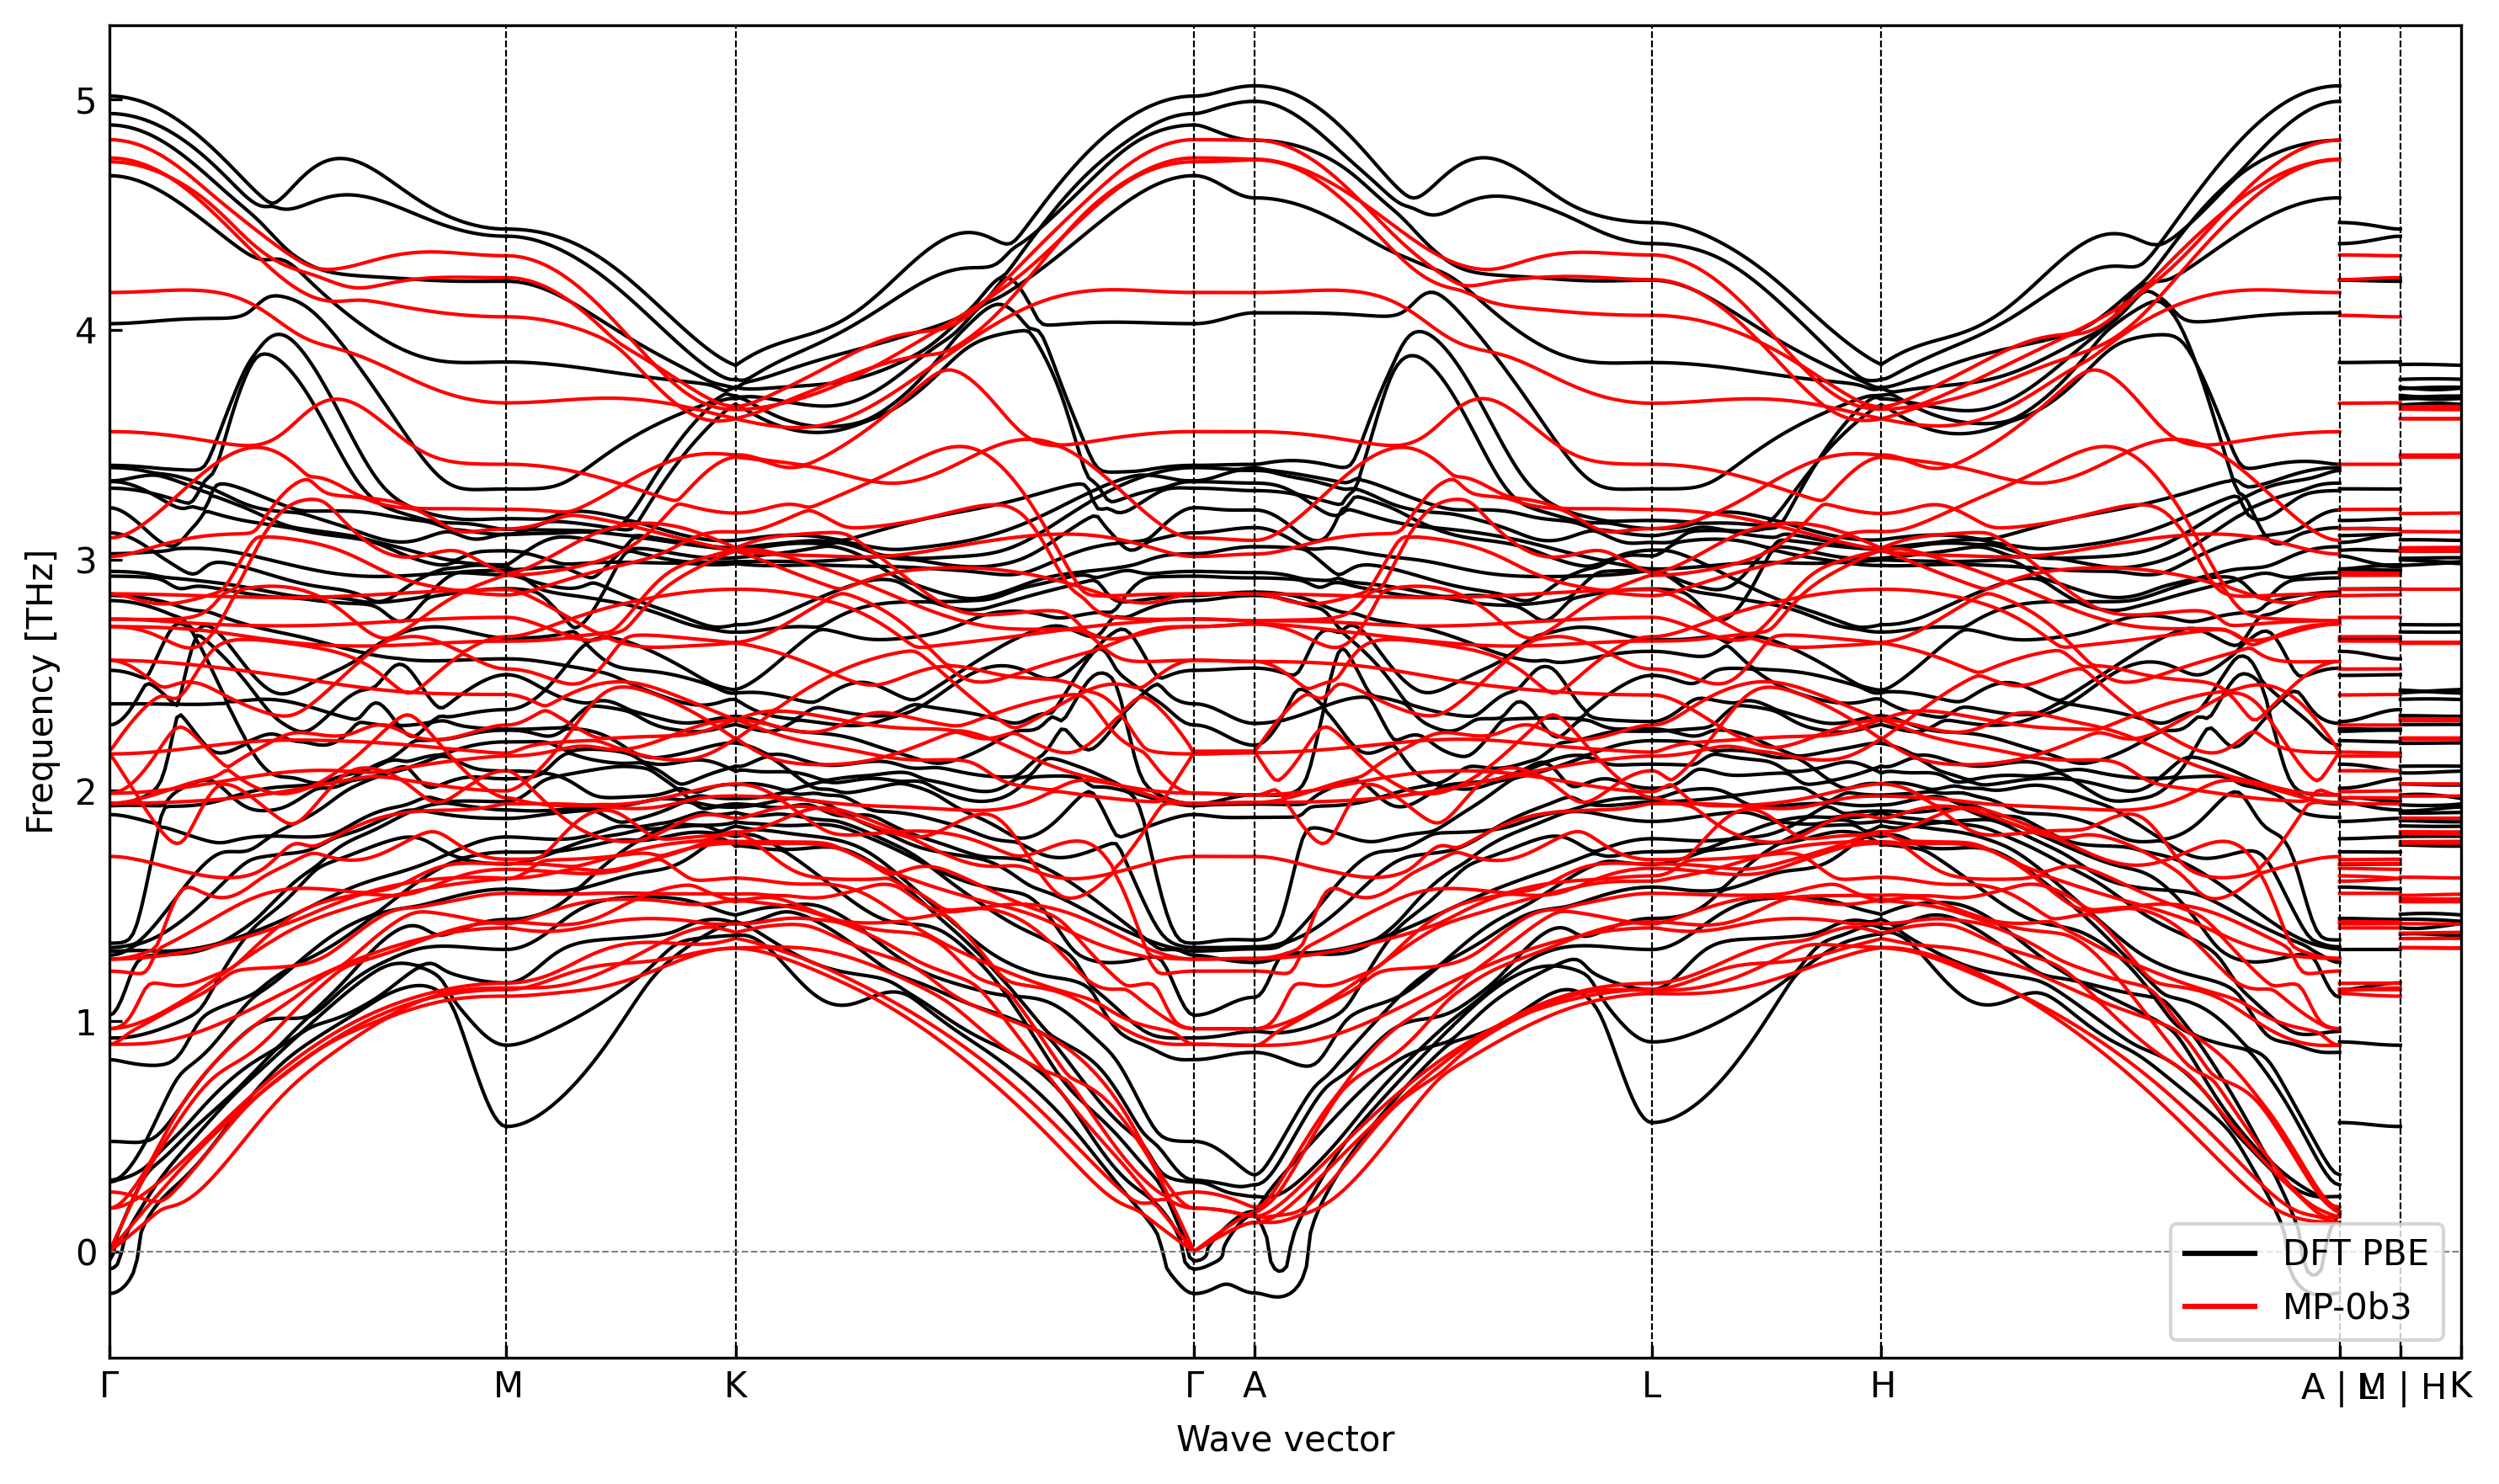 5
4
3
2
1
0
Frequency [THz]
DFT PBE
MP-0b3
Γ M K Γ A L H A | L M | H K
Wave vector